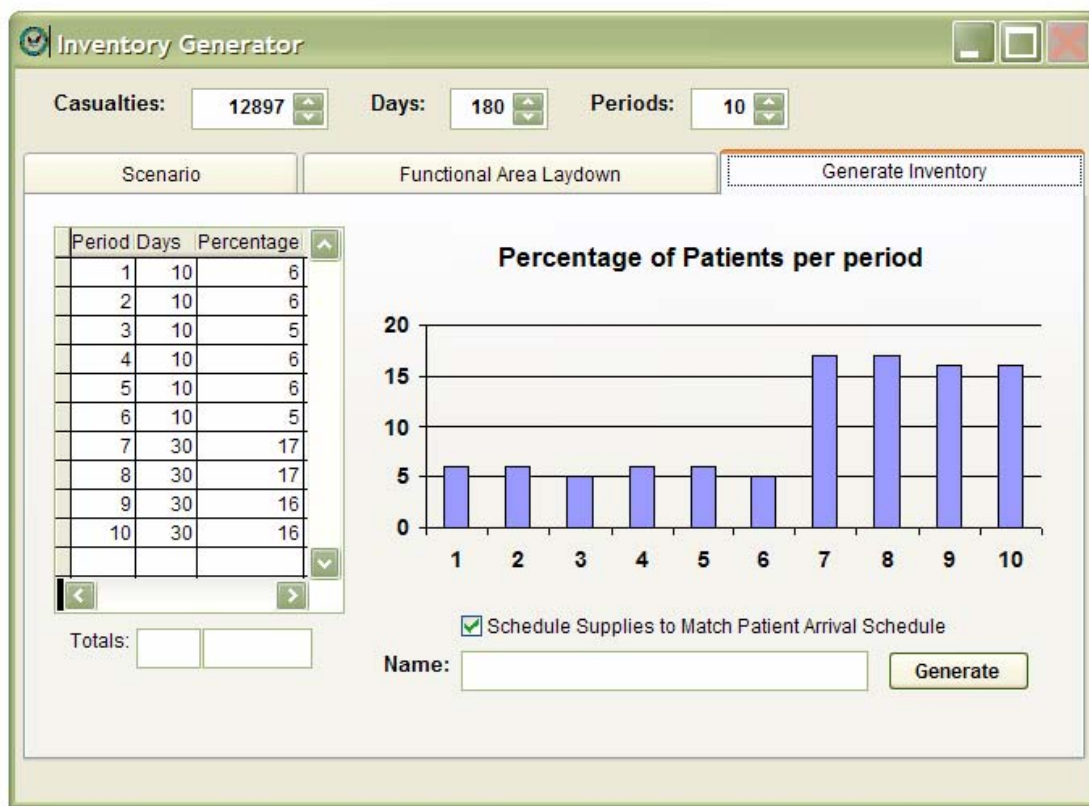 Inventory Generator
Casualties: 12897 Days: 180 Periods: 10
Scenario Functional Area Laydown Generate Inventory
Period Days Percentage
1 10 6
2 10 6
3 10 5
4 10 6
5 10 6
6 10 5
7 30 17
8 30 17
9 30 16
10 30 16
Totals:
Percentage of Patients per period
20
15
10
5
0
1 2 3 4 5 6 7 8 9 10
Schedule Supplies to Match Patient Arrival Schedule
Name: Generate